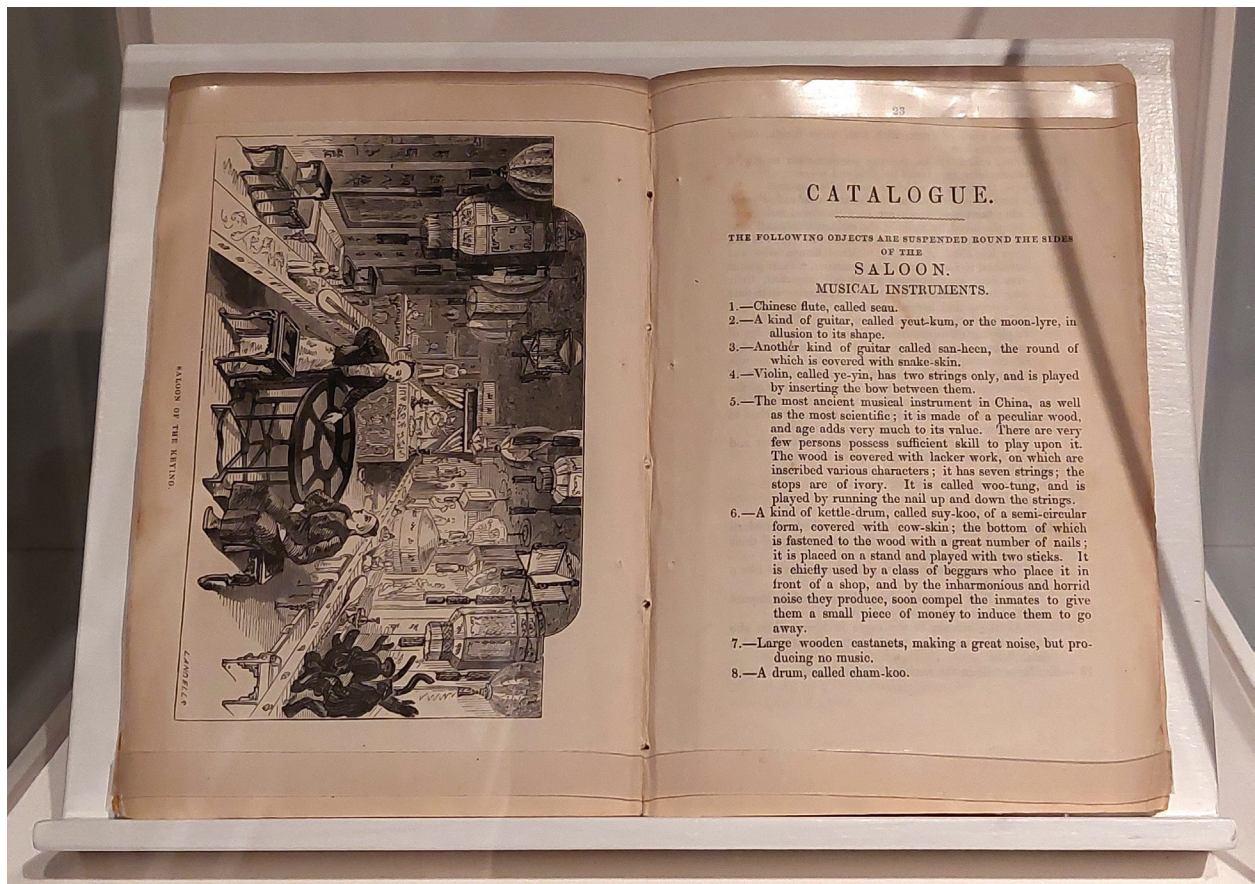 SALOON OF THE KEYING.
LANDELLS
23
CATALOGUE.
THE FOLLOWING OBJECTS ARE SUSPENDED ROUND THE SIDES
OF THE
SALOON.
MUSICAL INSTRUMENTS.
1.—Chinese flute, called seau.
2.—A kind of guitar, called yeut-kum, or the moon-lyre, in
allusion to its shape.
3.—Another kind of guitar called san-heen, the round of
which is covered with snake-skin.
4.—Violin, called ye-yin, has two strings only, and is played
by inserting the bow between them.
5.—The most ancient musical instrument in China, as well
as the most scientific; it is made of a peculiar wood,
and age adds very much to its value. There are very
few persons possess sufficient skill to play upon it.
The wood is covered with lacker work, on which are
inscribed various characters; it has seven strings; the
stops are of ivory. It is called woo-tung, and is
played by running the nail up and down the strings.
6.—A kind of kettle-drum, called suy-koo, of a semi-circular
form, covered with cow-skin; the bottom of which
is fastened to the wood with a great number of nails;
it is placed on a stand and played with two sticks. It
is chiefly used by a class of beggars who place it in
front of a shop, and by the inharmonious and horrid
noise they produce, soon compel the inmates to give
them a small piece of money to induce them to go
away.
7.—Large wooden castanets, making a great noise, but pro-
ducing no music.
8.—A drum, called cham-koo.